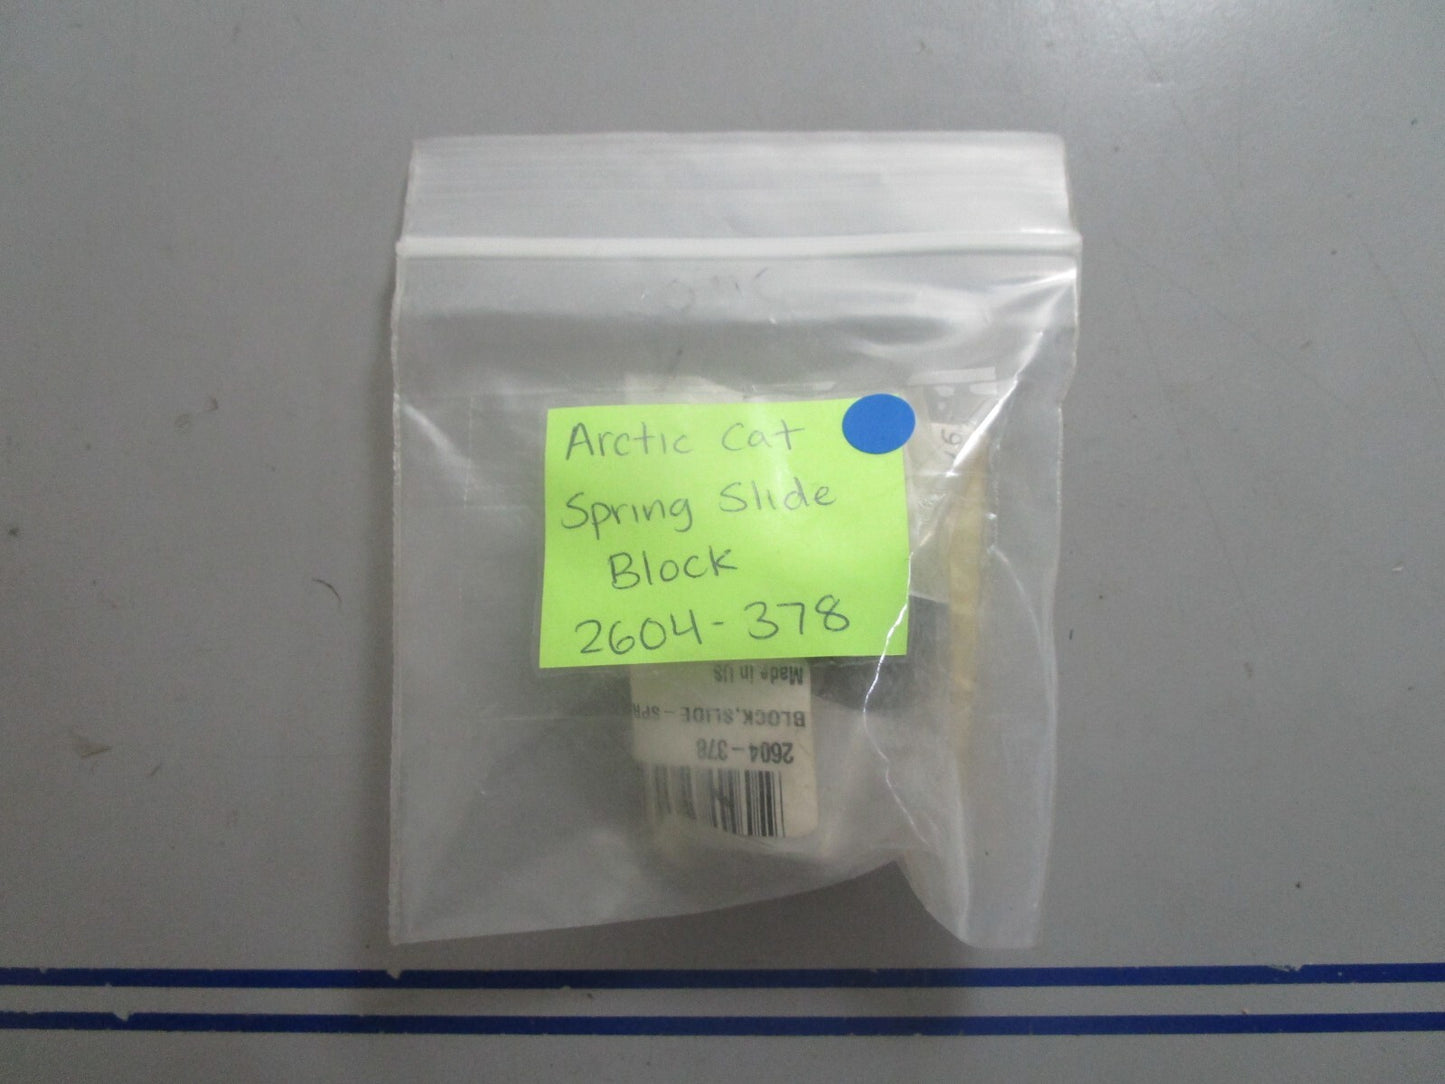 Arctic Cat
Spring Slide
Block
2604-378
2604-378
BLOCK,SLIDE-SPR
Made in US